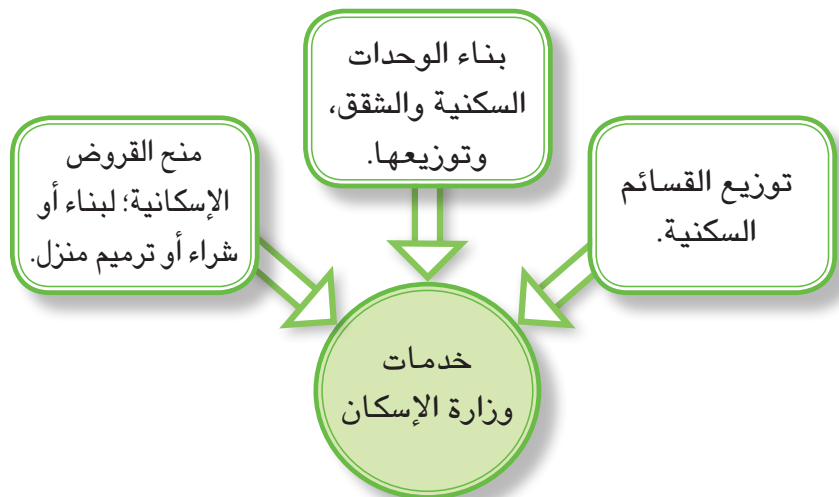 توزيع القسائم
السكنية.
بناء الوحدات
السكنية والشقق،
وتوزيعها.
منح القروض
الإسكانية؛ لبناء أو
شراء أو ترميم منزل.
خدمات
وزارة الإسكان